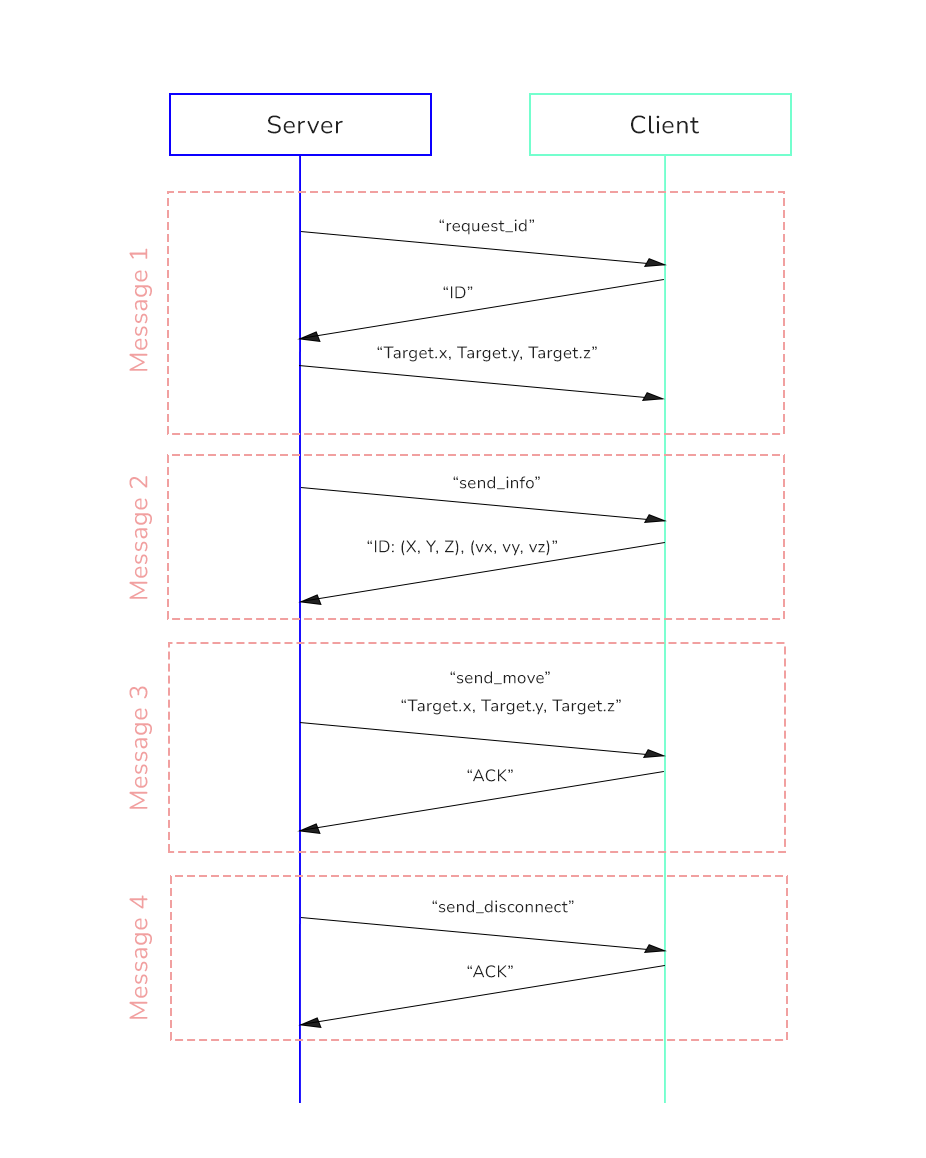 Server
Client
Message 1
“request_id”
“ID”
“Target.x, Target.y, Target.z”
Message 2
“send_info”
“ID: (X, Y, Z), (vx, vy, vz)”
Message 3
“send_move”
“Target.x, Target.y, Target.z”
“ACK”
Message 4
“send_disconnect”
“ACK”